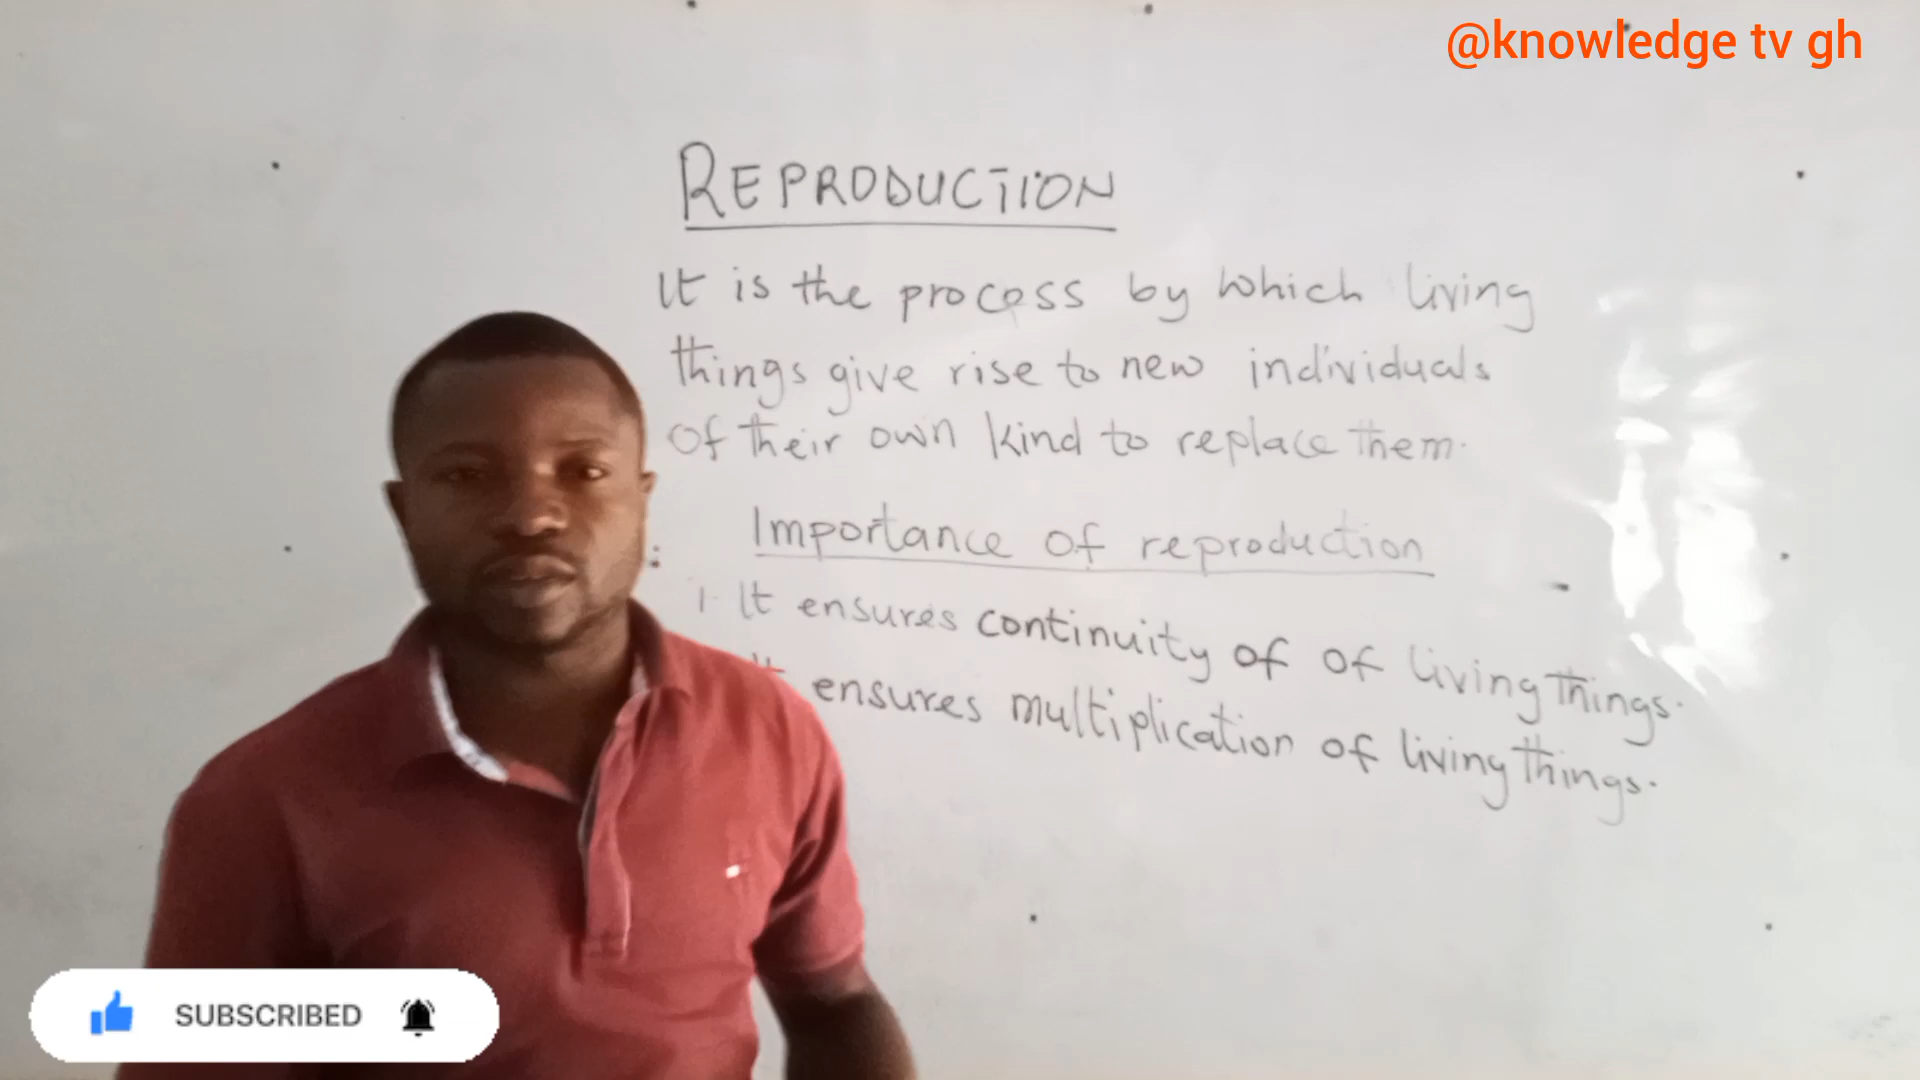 @knowledge tv gh
REPRODUCTION
It is the process by which living
things give rise to new individuals
of their own kind to replace them.
Importance of reproduction
1. It ensures continuity of of living things.
It ensures multiplication of living things.
SUBSCRIBED